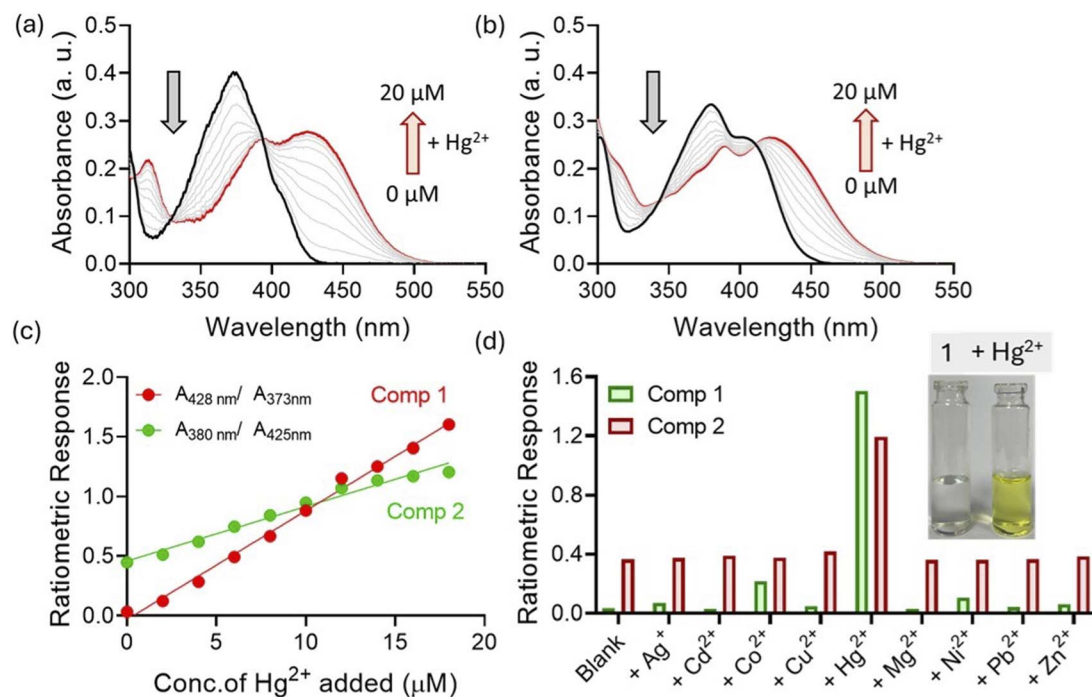 (a)
0.5
0.4
0.3
0.2
0.1
0.0
Absorbance (a. u.)
20 μM
+ Hg²⁺
0 μM
300 350 400 450 500 550
Wavelength (nm)
(b)
0.5
0.4
0.3
0.2
0.1
0.0
Absorbance (a. u.)
20 μM
+ Hg²⁺
0 μM
300 350 400 450 500 550
Wavelength (nm)
(c)
2.0
1.5
1.0
0.5
0.0
Ratiometric Response
A428 nm/ A373nm
A380 nm/ A425nm
Comp 1
Comp 2
0 5 10 15 20
Conc.of Hg²⁺ added (μM)
(d)
1 + Hg²⁺
1.6
1.2
0.8
0.4
0.0
Ratiometric Response
Comp 1
Comp 2
Blank
+ Ag⁺
+ Cd²⁺
+ Co²⁺
+ Cu²⁺
+ Hg²⁺
+ Mg²⁺
+ Ni²⁺
+ Pb²⁺
+ Zn²⁺